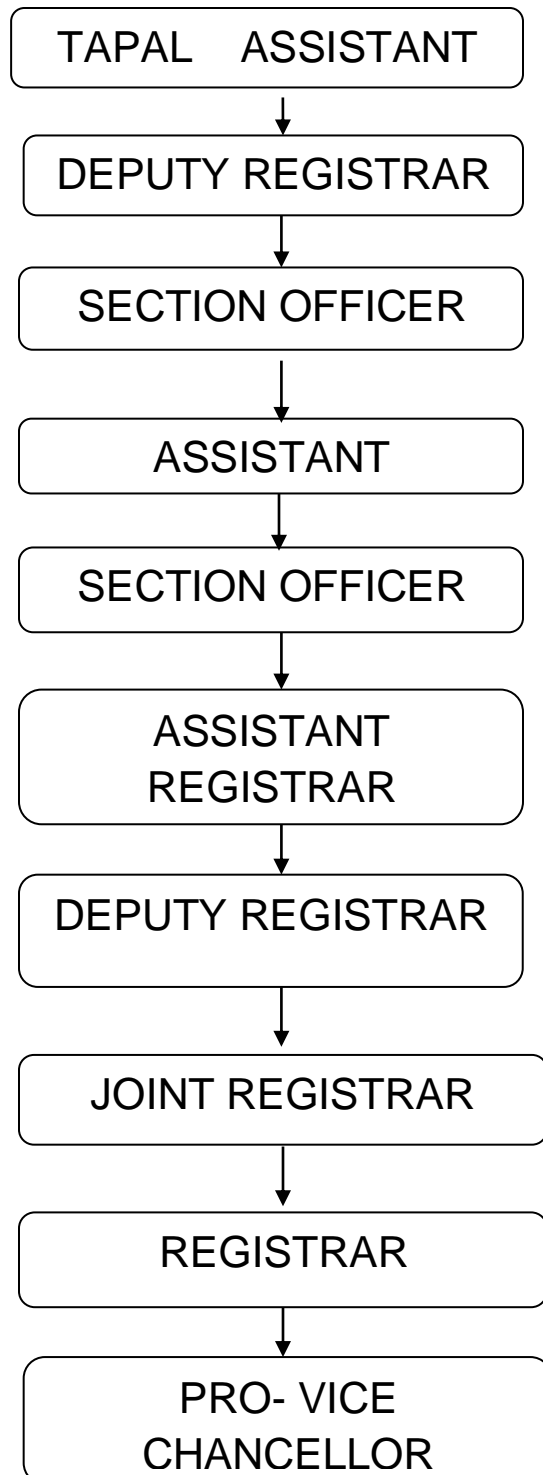 TAPAL ASSISTANT
DEPUTY REGISTRAR
SECTION OFFICER
ASSISTANT
SECTION OFFICER
ASSISTANT
REGISTRAR
DEPUTY REGISTRAR
JOINT REGISTRAR
REGISTRAR
PRO- VICE
CHANCELLOR